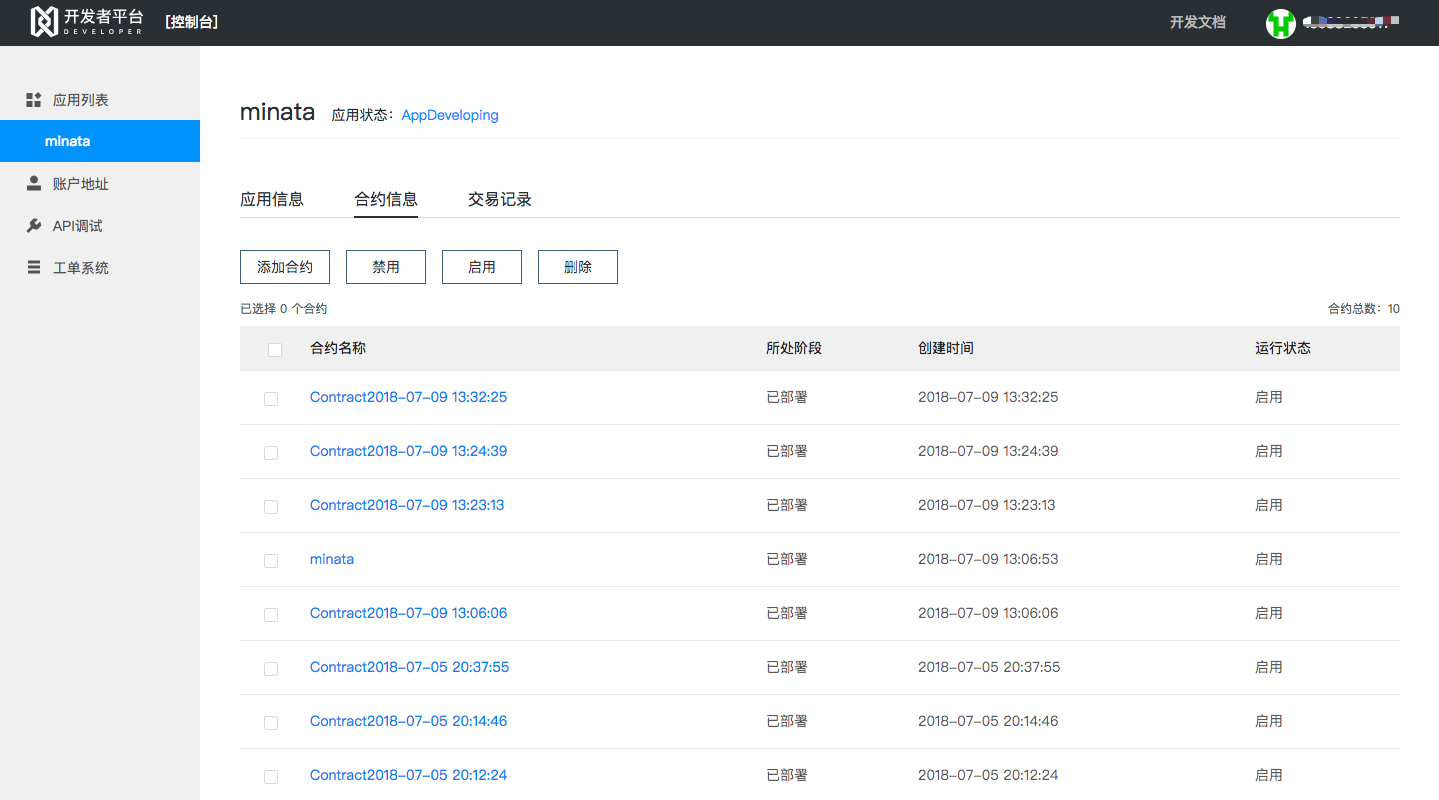 开发者平台 [控制台] 开发文档
DEVELOPER
应用列表
minata
账户地址
API调试
工单系统
minata 应用状态：AppDeveloping
应用信息 合约信息 交易记录
添加合约 禁用 启用 删除
已选择 0 个合约 合约总数：10
合约名称 所处阶段 创建时间 运行状态
Contract2018-07-09 13:32:25 已部署 2018-07-09 13:32:25 启用
Contract2018-07-09 13:24:39 已部署 2018-07-09 13:24:39 启用
Contract2018-07-09 13:23:13 已部署 2018-07-09 13:23:13 启用
minata 已部署 2018-07-09 13:06:53 启用
Contract2018-07-09 13:06:06 已部署 2018-07-09 13:06:06 启用
Contract2018-07-05 20:37:55 已部署 2018-07-05 20:37:55 启用
Contract2018-07-05 20:14:46 已部署 2018-07-05 20:14:46 启用
Contract2018-07-05 20:12:24 已部署 2018-07-05 20:12:24 启用